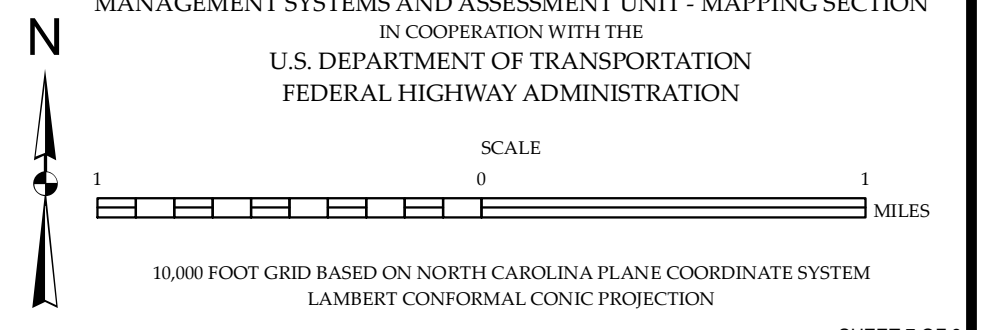 MANAGEMENT SYSTEMS AND ASSESSMENT UNIT - MAPPING SECTION
N
IN COOPERATION WITH THE
U.S. DEPARTMENT OF TRANSPORTATION
FEDERAL HIGHWAY ADMINISTRATION
SCALE
1 0 1
MILES
10,000 FOOT GRID BASED ON NORTH CAROLINA PLANE COORDINATE SYSTEM
LAMBERT CONFORMAL CONIC PROJECTION